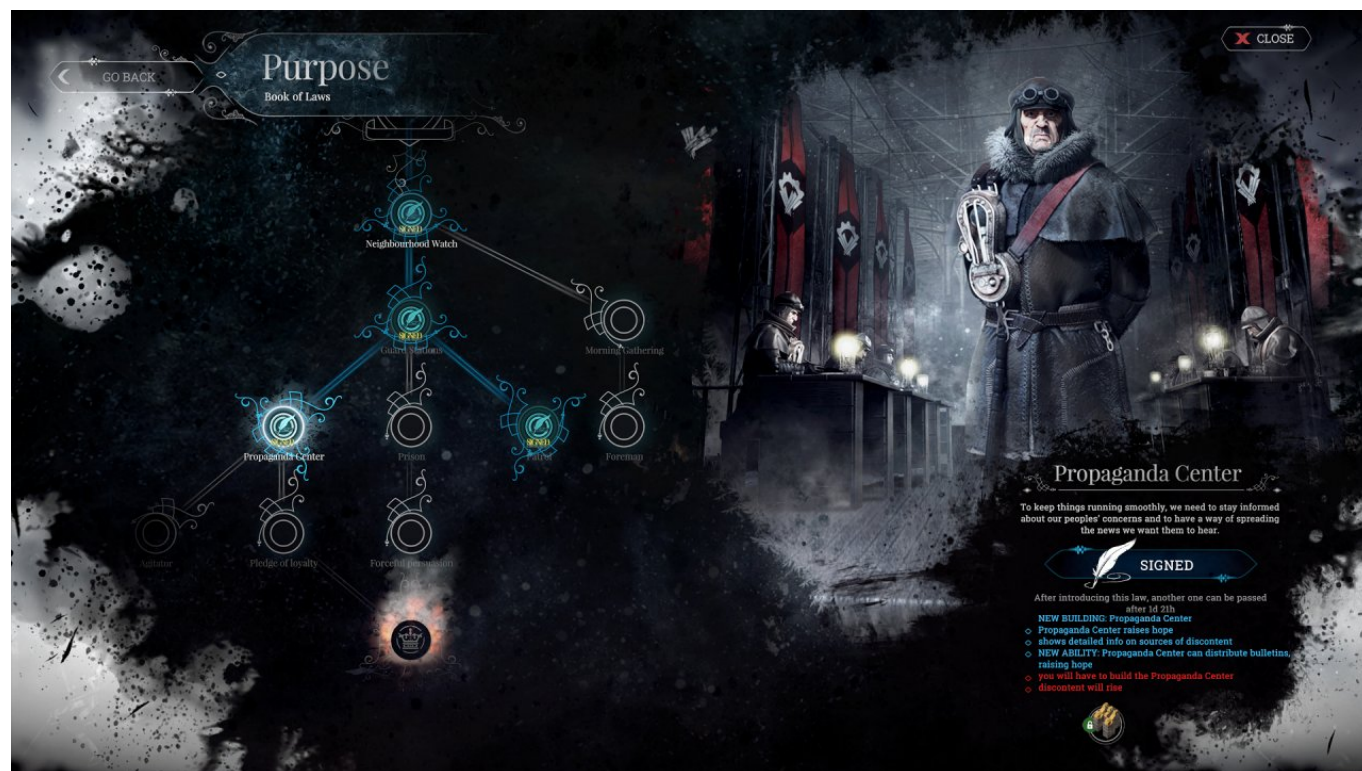 CLOSE
GO BACK
Purpose
Book of Laws
SIGNED
Neighbourhood Watch
SIGNED
Guard Stations
Morning Gathering
SIGNED
SIGNED
Propaganda Center
Prison
Patrol
Foreman
Agitator
Pledge of loyalty
Forceful persuasion
Propaganda Center
To keep things running smoothly, we need to stay informed
about our peoples' concerns and to have a way of spreading
the news we want them to hear.
SIGNED
After introducing this law, another one can be passed
after 1d 21h
NEW BUILDING: Propaganda Center
Propaganda Center raises hope
shows detailed info on sources of discontent
NEW ABILITY: Propaganda Center can distribute bulletins,
raising hope
you will have to build the Propaganda Center
discontent will rise